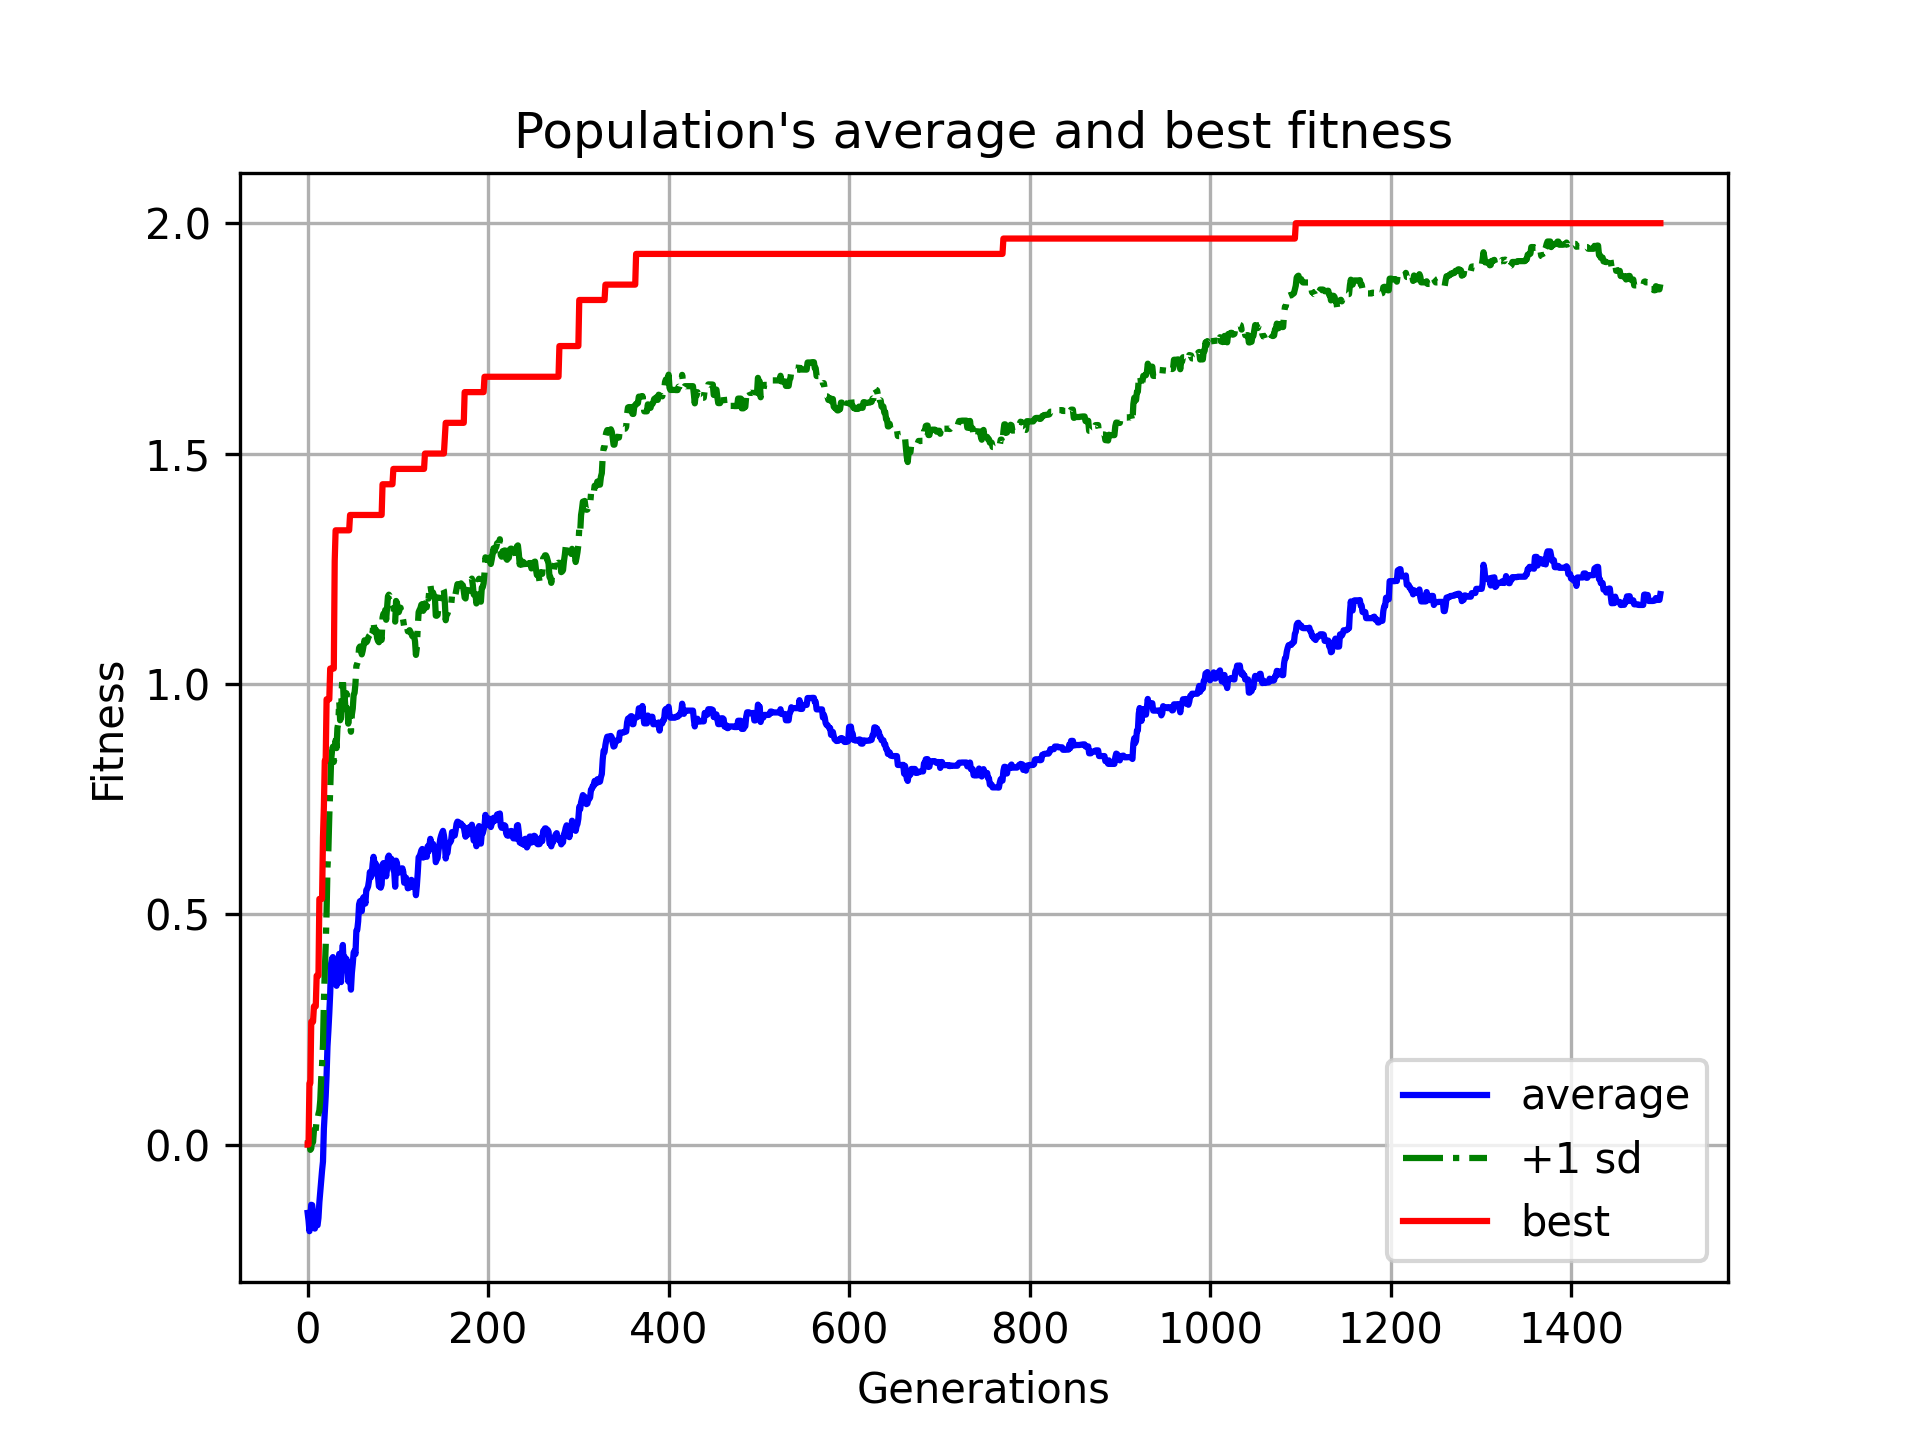 Population's average and best fitness
2.0
1.5
1.0
0.5
0.0
Fitness
0 200 400 600 800 1000 1200 1400
Generations
average
+1 sd
best